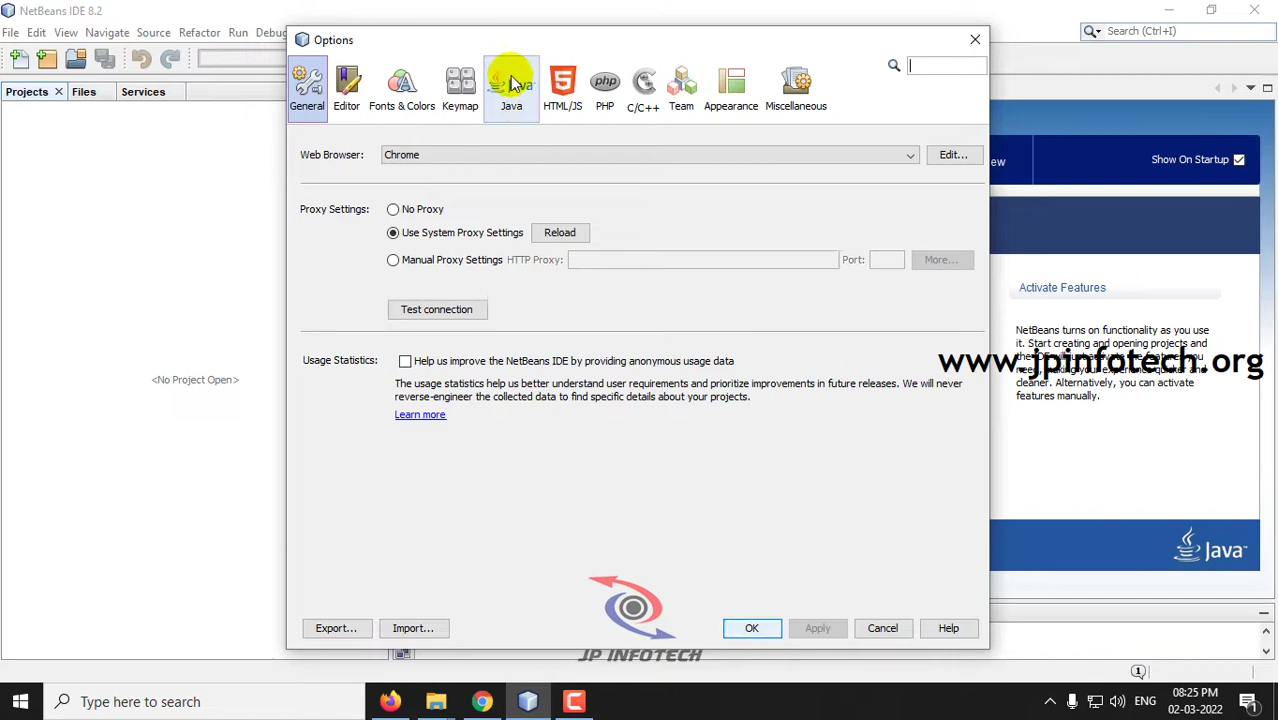 NetBeans IDE 8.2
File Edit View Navigate Source Refactor Run Debug
Search (Ctrl+I)
Options
General Editor Fonts & Colors Keymap Java HTML/JS PHP C/C++ Team Appearance Miscellaneous
Projects Files Services
Web Browser: Chrome Edit...
Show On Startup
Proxy Settings: No Proxy
Use System Proxy Settings Reload
Manual Proxy Settings HTTP Proxy: Port: More...
Test connection
Usage Statistics: Help us improve the NetBeans IDE by providing anonymous usage data
The usage statistics help us better understand user requirements and prioritize improvements in future releases. We will never
reverse-engineer the collected data to find specific details about your projects.
Learn more
<No Project Open>
Activate Features
NetBeans turns on functionality as you use
it. Start creating and opening projects and
www.jpinfotech.org
cleaner. Alternatively, you can activate
features manually.
Java
Export... Import... OK Apply Cancel Help
JP INFOTECH
Type here to search
ENG
08:25 PM
02-03-2022
1